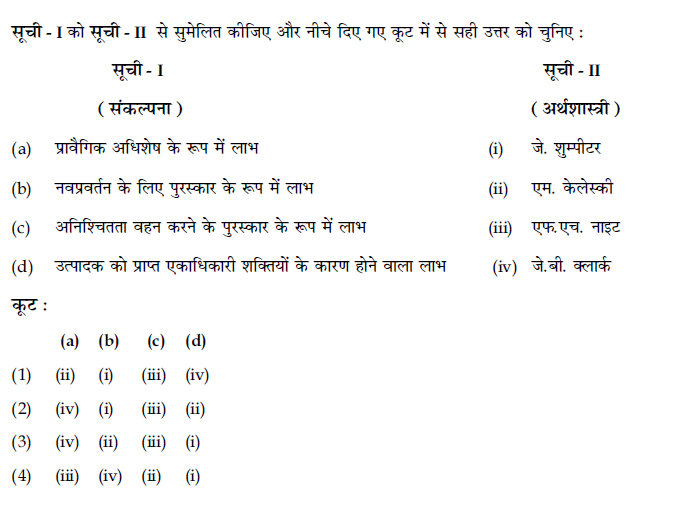 सूची - I को सूची - II से सुमेलित कीजिए और नीचे दिए गए कूट में से सही उत्तर को चुनिए :
सूची - I सूची - II
( संकल्पना ) ( अर्थशास्त्री )
(a) प्रावैगिक अधिशेष के रूप में लाभ (i) जे. शुम्पीटर
(b) नवप्रवर्तन के लिए पुरस्कार के रूप में लाभ (ii) एम. केलेस्की
(c) अनिश्चितता वहन करने के पुरस्कार के रूप में लाभ (iii) एफ.एच. नाइट
(d) उत्पादक को प्राप्त एकाधिकारी शक्तियों के कारण होने वाला लाभ (iv) जे.बी. क्लार्क
कूट :
(a) (b) (c) (d)
(1) (ii) (i) (iii) (iv)
(2) (iv) (i) (iii) (ii)
(3) (iv) (ii) (iii) (i)
(4) (iii) (iv) (ii) (i)